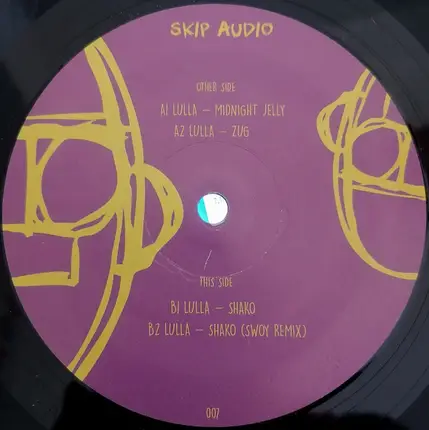 SKIP AUDIO
OTHER SIDE
A1 LULLA – MIDNIGHT JELLY
A2 LULLA – ZUG
THIS SIDE
B1 LULLA – SHAKO
B2 LULLA – SHAKO (SWOY REMIX)
007